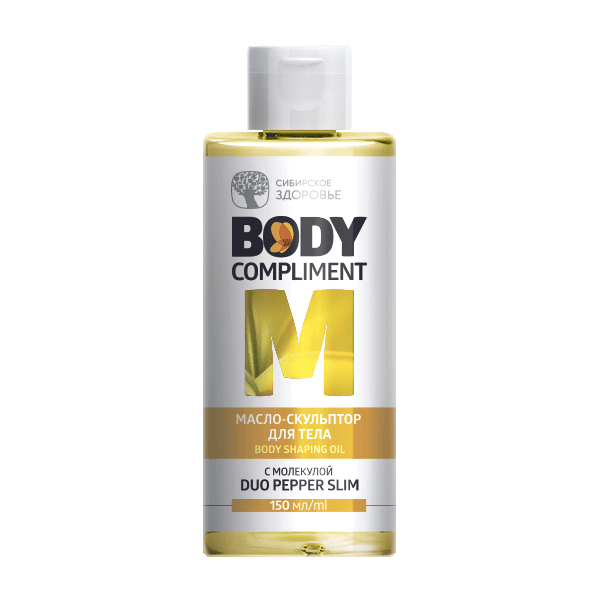 СИБИРСКОЕ
ЗДОРОВЬЕ
BODY
COMPLIMENT
M
МАСЛО-СКУЛЬПТОР
ДЛЯ ТЕЛА
BODY SHAPING OIL
С МОЛЕКУЛОЙ
DUO PEPPER SLIM
150 мл/ml